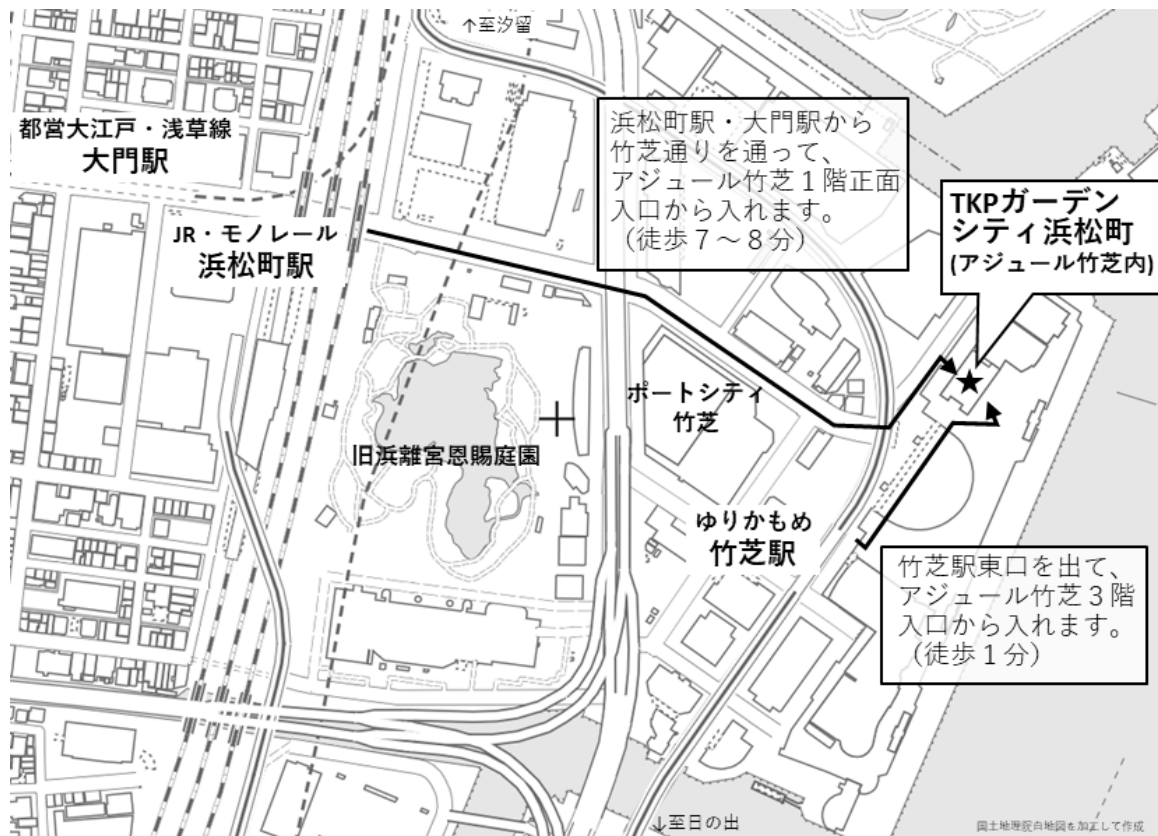 ↑至汐留
都営大江戸・浅草線
大門駅
JR・モノレール
浜松町駅
浜松町駅・大門駅から
竹芝通りを通って、
アジュール竹芝１階正面
入口から入れます。
（徒歩７～８分）
TKPガーデン
シティ浜松町
(アジュール竹芝内)
ポートシティ
竹芝
旧浜離宮恩賜庭園
ゆりかもめ
竹芝駅
竹芝駅東口を出て、
アジュール竹芝３階
入口から入れます。
（徒歩１分）
↓至日の出
国土地理院白地図を加工して作成